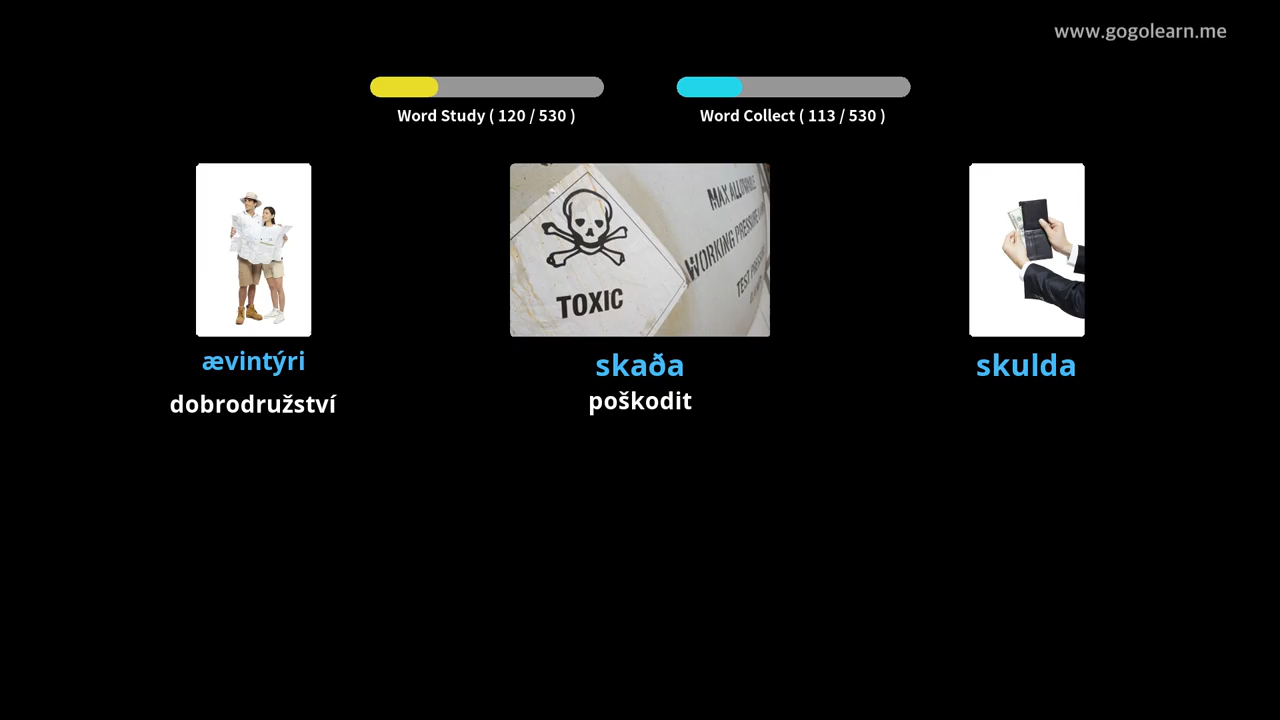 www.gogolearn.me
Word Study ( 120 / 530 )
Word Collect ( 113 / 530 )
MAX ALLOWABLE
WORKING PRESSURE
TEST
TOXIC
ævintýri
dobrodružství
skaða
poškodit
skulda